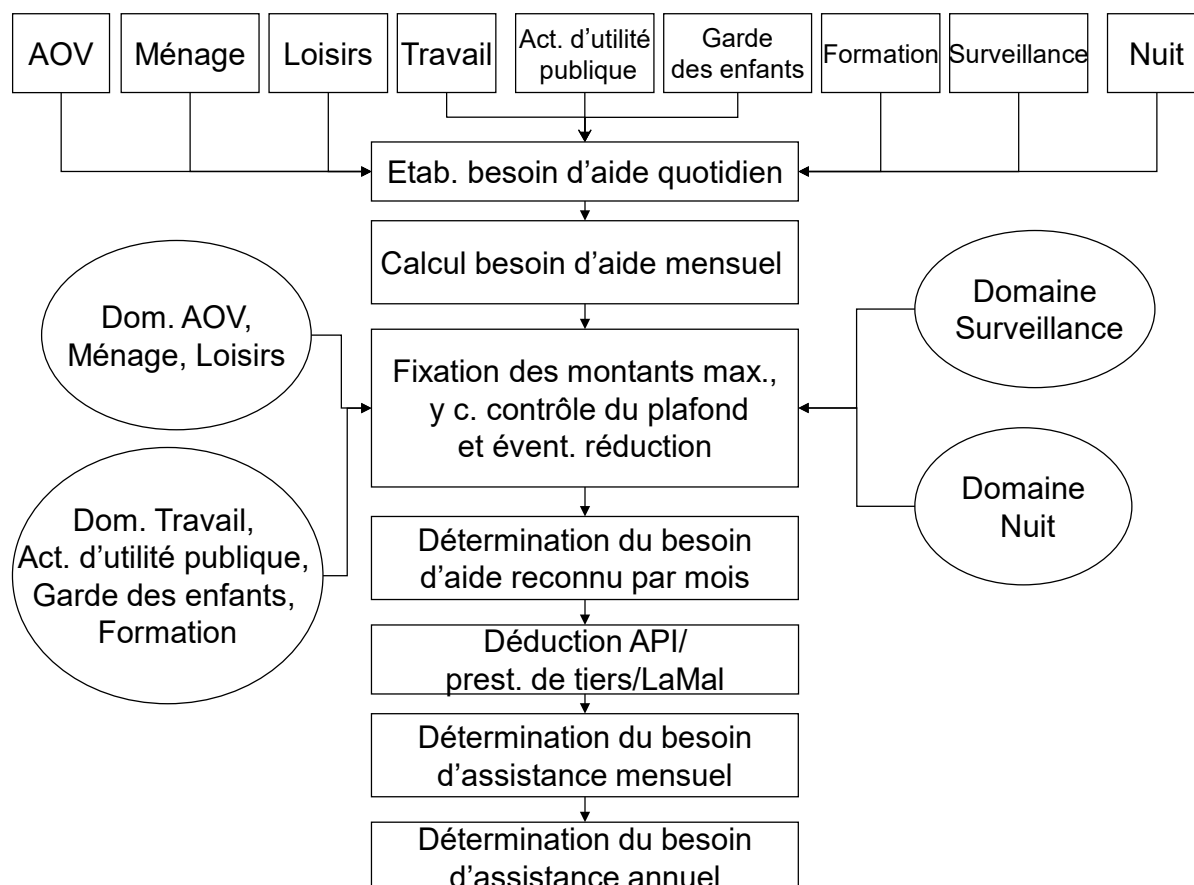 AOV
Ménage
Loisirs
Travail
Act. d'utilité
publique
Garde
des enfants
Formation
Surveillance
Nuit
Etab. besoin d'aide quotidien
Calcul besoin d'aide mensuel
Dom. AOV,
Ménage, Loisirs
Domaine
Surveillance
Fixation des montants max.,
y c. contrôle du plafond
et évent. réduction
Dom. Travail,
Act. d'utilité publique,
Garde des enfants,
Formation
Domaine
Nuit
Détermination du besoin
d'aide reconnu par mois
Déduction API/
prest. de tiers/LaMal
Détermination du besoin
d'assistance mensuel
Détermination du besoin
d'assistance annuel